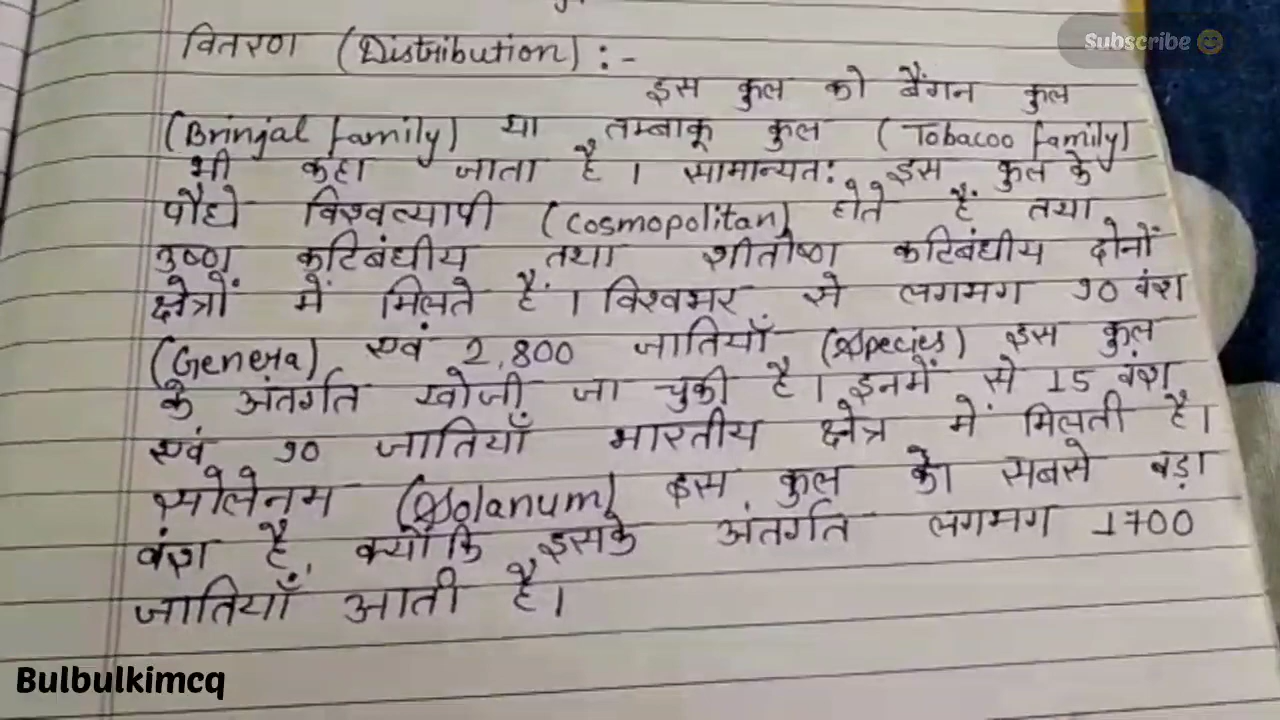 वितरण (Distribution) :-
Subscribe 😊
इस कुल को बैंगन कुल
(Brinjal family) या तम्बाकू कुल (Tobacoo family)
भी कहा जाता है। सामान्यत: इस कुल के
पौधे विश्वव्यापी (Cosmopolitan) होते हैं तथा
उष्ण कटिबंधीय तथा शीतोष्ण कटिबंधीय दोनों
क्षेत्रों में मिलते हैं। विश्वभर से लगभग 90 वंश
(Genera) एवं 2,800 जातियाँ (Species) इस कुल
के अंतर्गत खोजी जा चुकी है। इनमें से 15 वंश
एवं 90 जातियाँ भारतीय क्षेत्र में मिलती है।
सोलेनम (Solanum) इस कुल का सबसे बड़ा
वंश है, क्योंकि इसके अंतर्गत लगभग 1700
जातियाँ आती है।
Bulbulkimcq